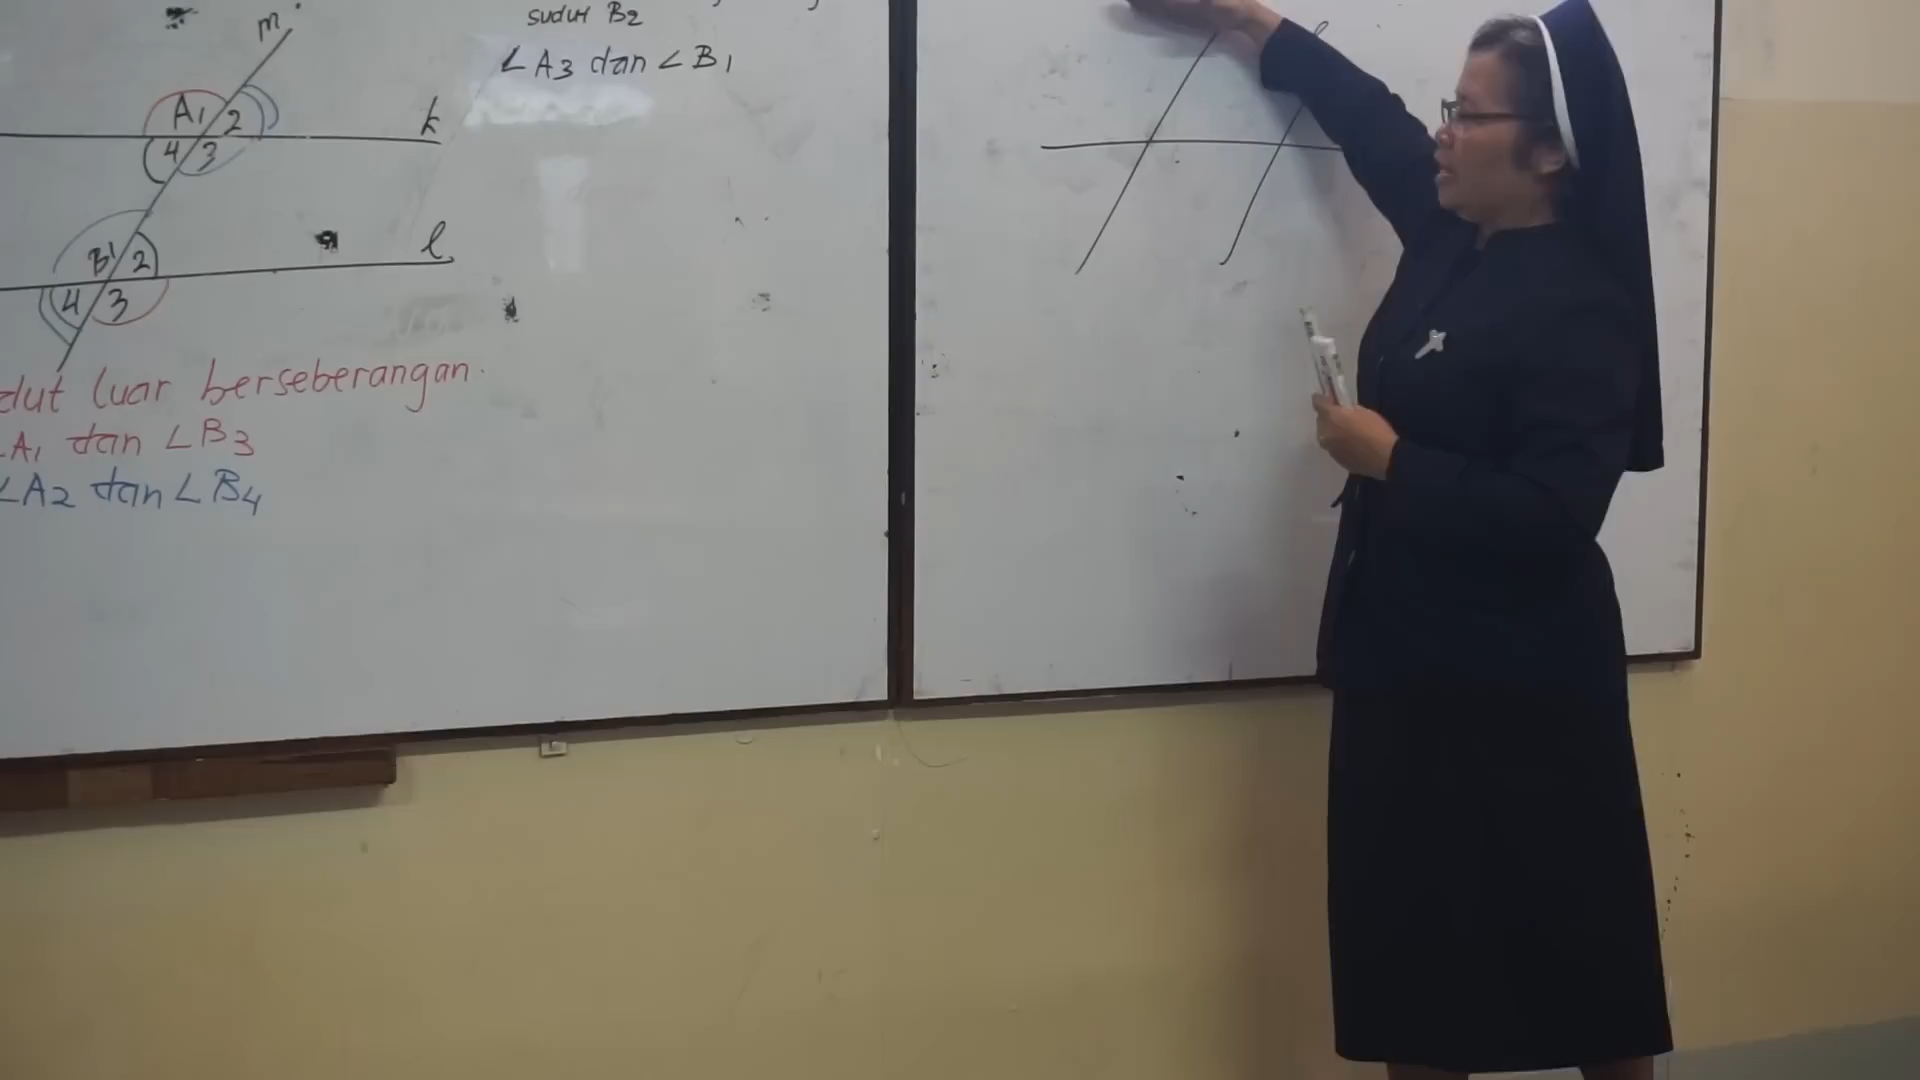 m
A1 2
4 3
k
B1 2
4 3
l
dut luar berseberangan.
∠A1 dan ∠B3
∠A2 dan ∠B4
sudut B2
∠A3 dan ∠B1
l